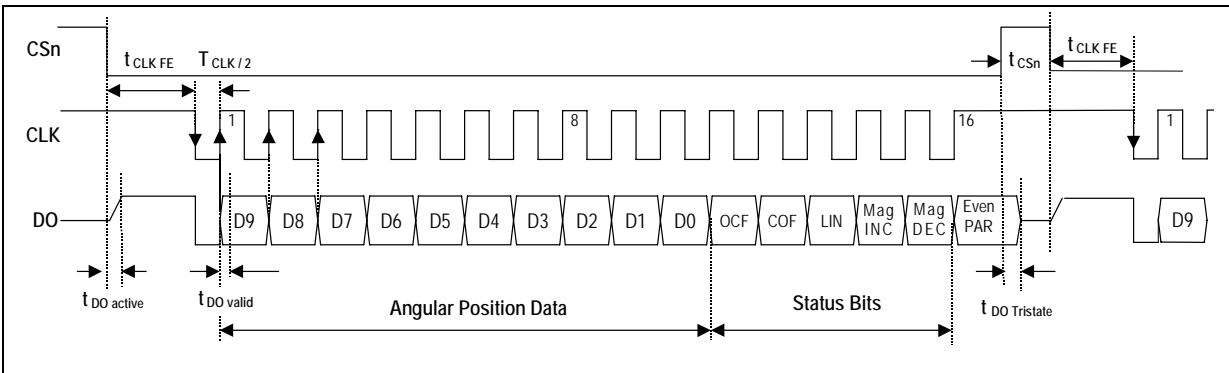 CSn
t CLK FE
T CLK / 2
t CSn
t CLK FE
CLK
1
8
16
1
DO
D9
D8
D7
D6
D5
D4
D3
D2
D1
D0
OCF
COF
LIN
Mag
INC
Mag
DEC
Even
PAR
D9
t DO active
t DO valid
Angular Position Data
Status Bits
t DO Tristate